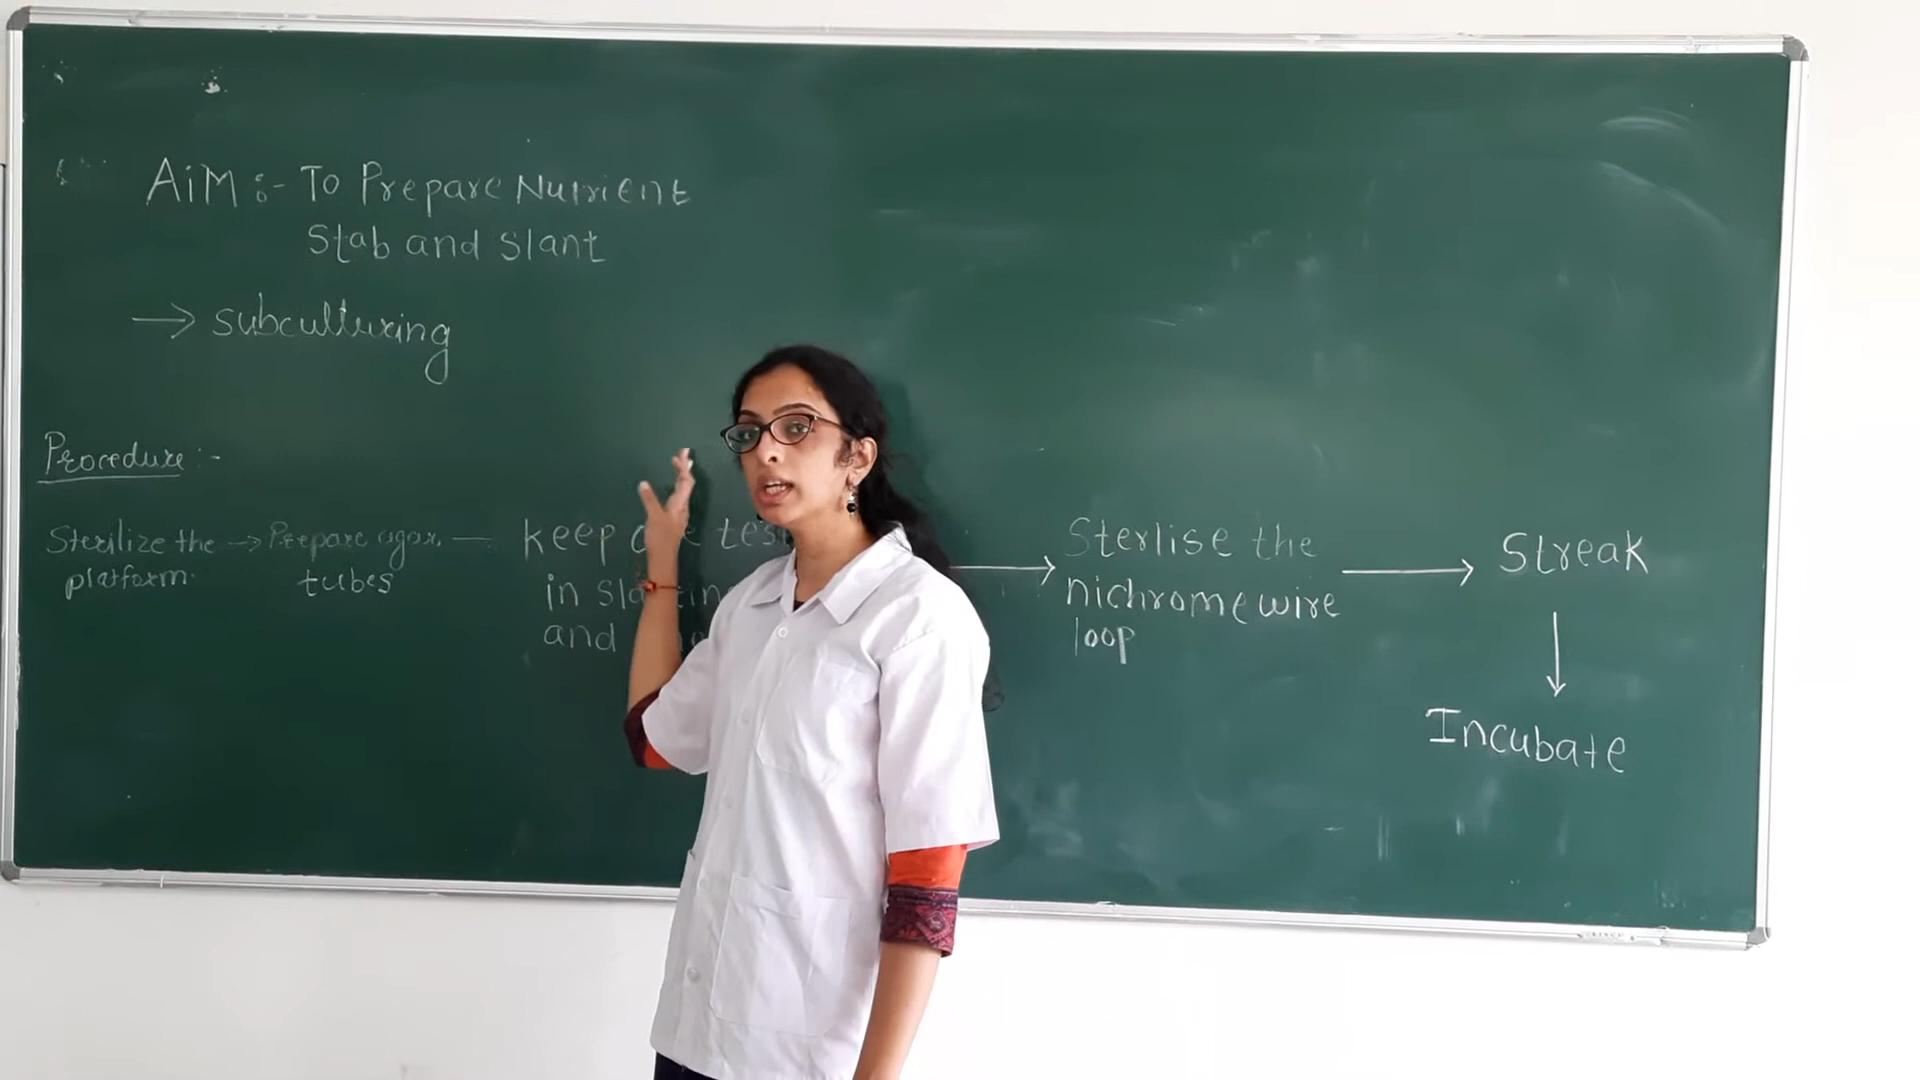 AiM :- To Prepare Nutrient
Stab and Slant
→ subculturing
Procedure :-
Sterilize the → Prepare agar — keep tes → Sterlise the → Streak
platform. tubes in and nichrome wire
loop
↓
Incubate